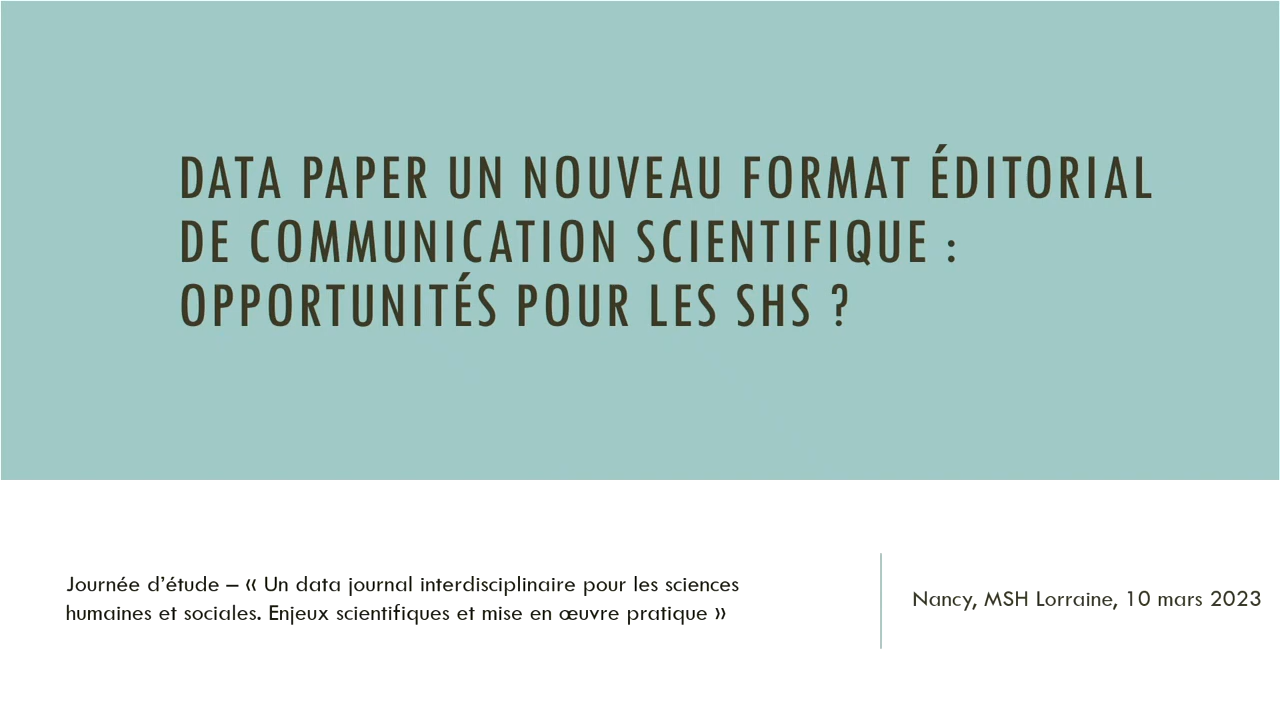 DATA PAPER UN NOUVEAU FORMAT ÉDITORIAL
DE COMMUNICATION SCIENTIFIQUE :
OPPORTUNITÉS POUR LES SHS ?
Journée d’étude – « Un data journal interdisciplinaire pour les sciences
humaines et sociales. Enjeux scientifiques et mise en œuvre pratique »
Nancy, MSH Lorraine, 10 mars 2023